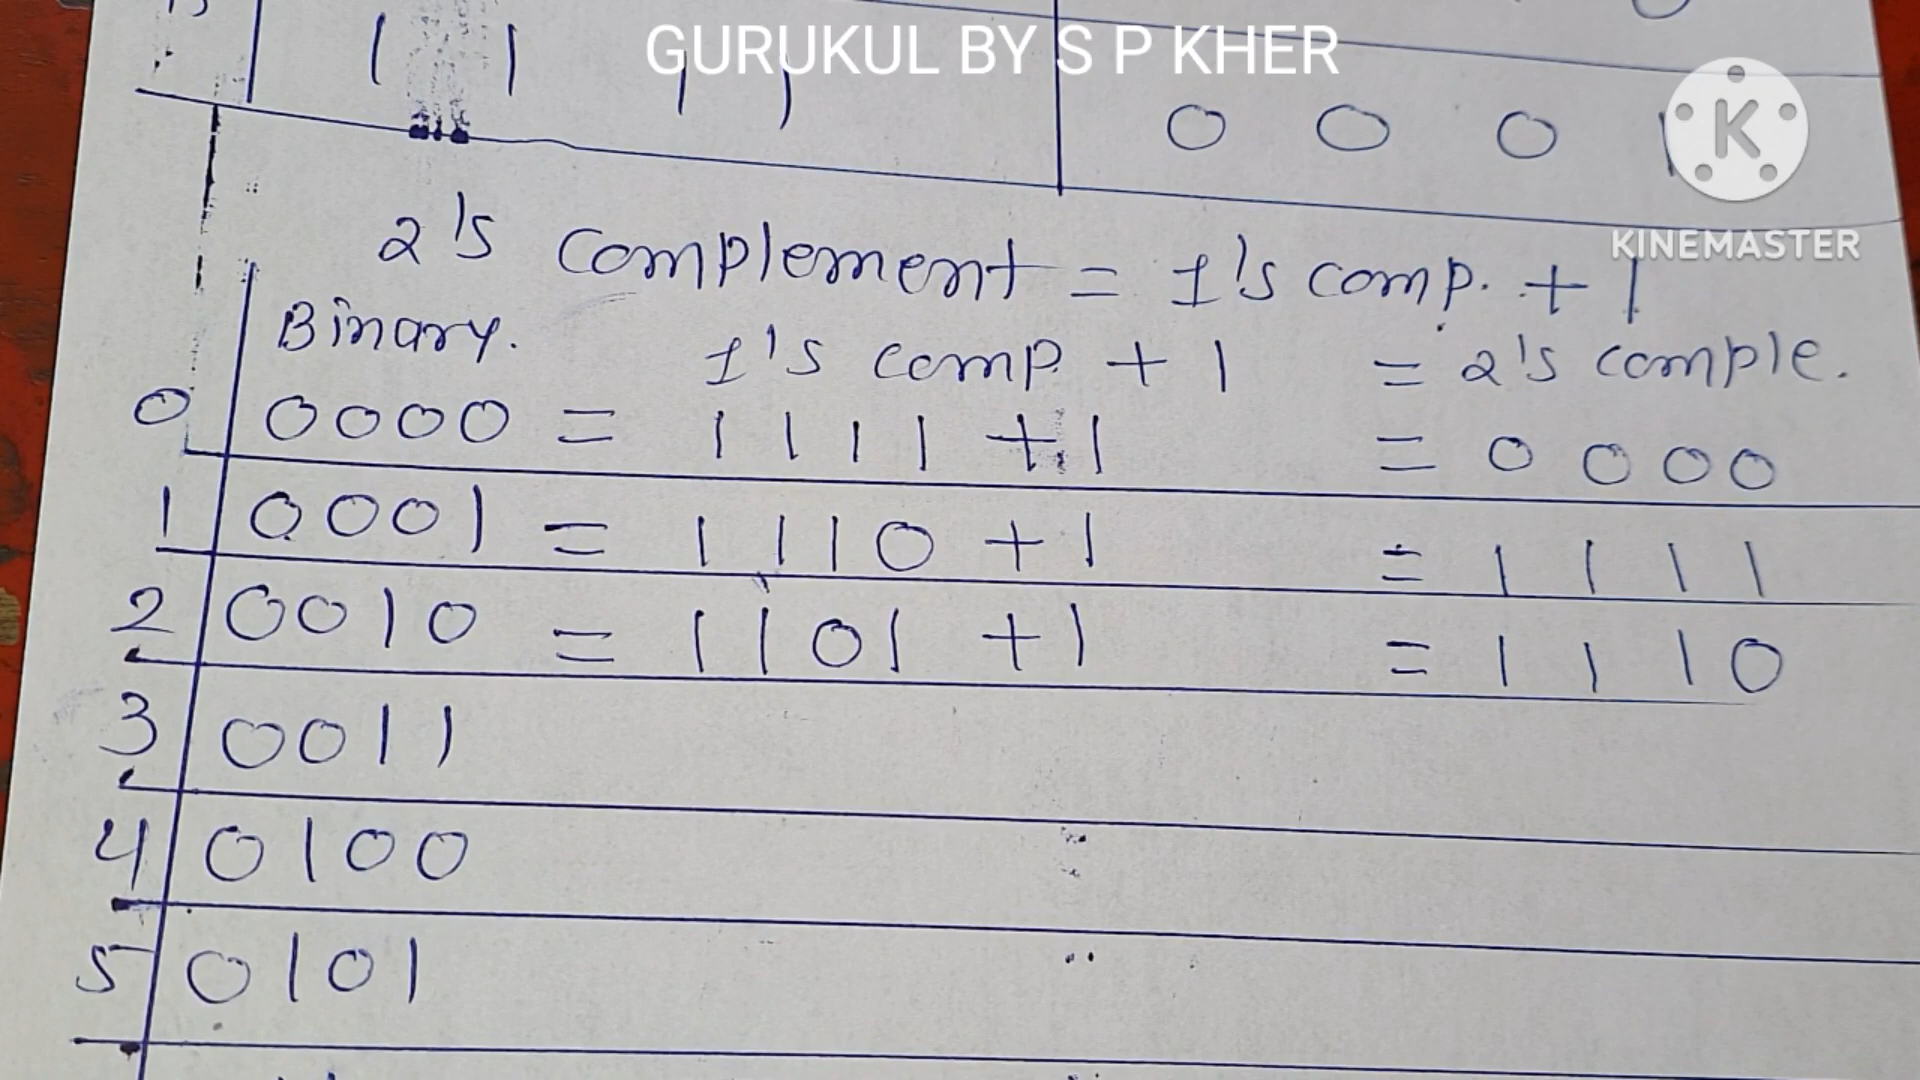 GURUKUL BY S P KHER
1 1 1 1
0 0 0 1
KINEMASTER
2's complement = 1's comp. + 1
Binary. 1's comp + 1 = 2's comple.
0 0000 = 1111 +1 = 0000
1 0001 = 1110 +1 = 1111
2 0010 = 1101 +1 = 1110
3 0011
4 0100
5 0101